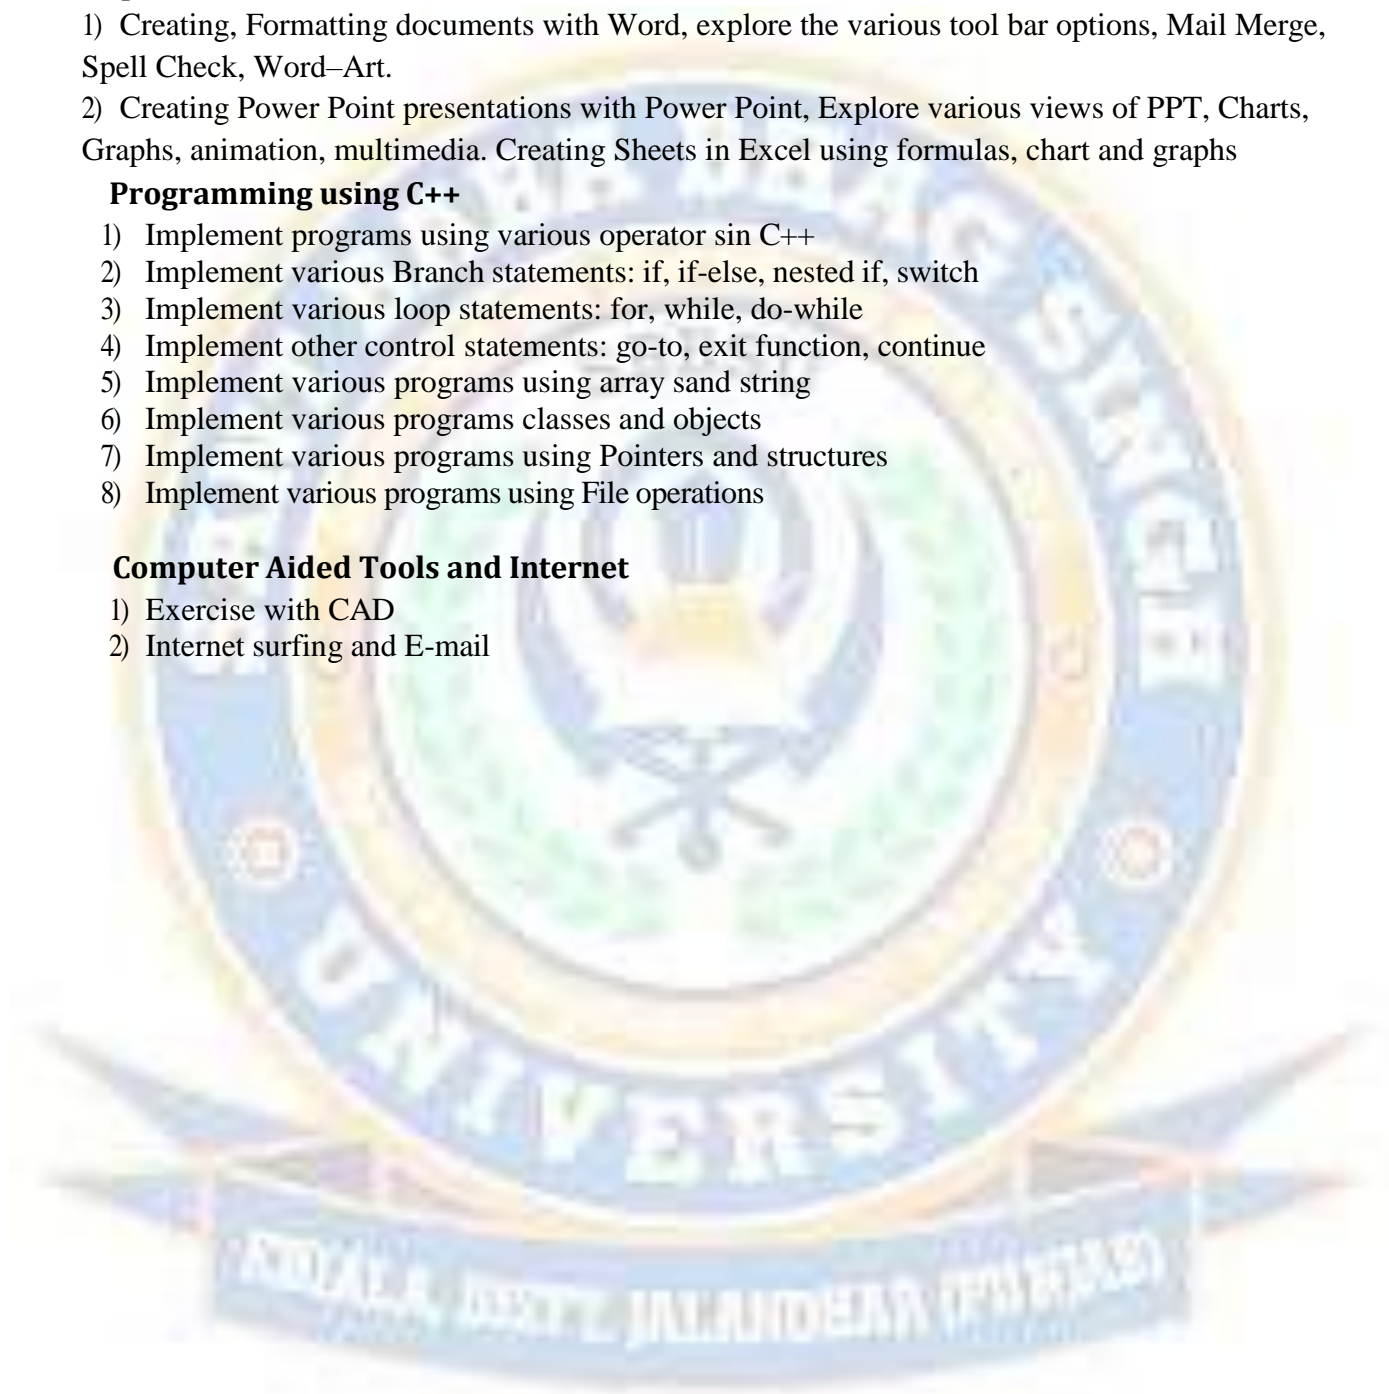 1) Creating, Formatting documents with Word, explore the various tool bar options, Mail Merge,
Spell Check, Word–Art.
2) Creating Power Point presentations with Power Point, Explore various views of PPT, Charts,
Graphs, animation, multimedia. Creating Sheets in Excel using formulas, chart and graphs
Programming using C++
1) Implement programs using various operator sin C++
2) Implement various Branch statements: if, if-else, nested if, switch
3) Implement various loop statements: for, while, do-while
4) Implement other control statements: go-to, exit function, continue
5) Implement various programs using array sand string
6) Implement various programs classes and objects
7) Implement various programs using Pointers and structures
8) Implement various programs using File operations
Computer Aided Tools and Internet
1) Exercise with CAD
2) Internet surfing and E-mail
SINGH
UNIVERSITY
JALANDHAR (PUNJAB)